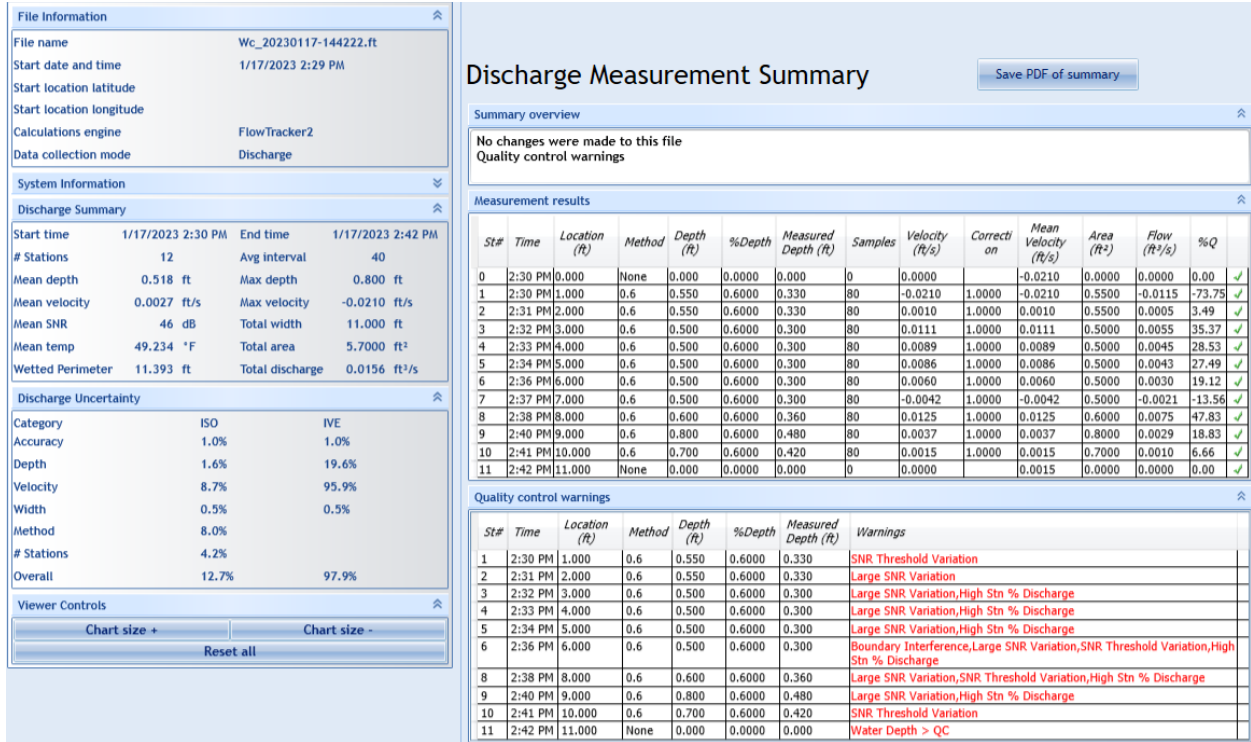 File Information
File name Wc_20230117-144222.ft
Start date and time 1/17/2023 2:29 PM
Start location latitude
Start location longitude
Calculations engine FlowTracker2
Data collection mode Discharge
System Information
Discharge Summary
Start time 1/17/2023 2:30 PM End time 1/17/2023 2:42 PM
# Stations 12 Avg interval 40
Mean depth 0.518 ft Max depth 0.800 ft
Mean velocity 0.0027 ft/s Max velocity -0.0210 ft/s
Mean SNR 46 dB Total width 11.000 ft
Mean temp 49.234 °F Total area 5.7000 ft²
Wetted Perimeter 11.393 ft Total discharge 0.0156 ft³/s
Discharge Uncertainty
Category ISO IVE
Accuracy 1.0% 1.0%
Depth 1.6% 19.6%
Velocity 8.7% 95.9%
Width 0.5% 0.5%
Method 8.0%
# Stations 4.2%
Overall 12.7% 97.9%
Viewer Controls
Chart size + Chart size -
Reset all
Discharge Measurement Summary Save PDF of summary
Summary overview
No changes were made to this file
Quality control warnings
Measurement results
St# Time Location (ft) Method Depth (ft) %Depth Measured Depth (ft) Samples Velocity (ft/s) Correcti on Mean Velocity (ft/s) Area (ft²) Flow (ft³/s) %Q
0 2:30 PM 0.000 None 0.000 0.0000 0.000 0 0.0000 -0.0210 0.0000 0.0000 0.00
1 2:30 PM 1.000 0.6 0.550 0.6000 0.330 80 -0.0210 1.0000 -0.0210 0.5500 -0.0115 -73.75
2 2:31 PM 2.000 0.6 0.550 0.6000 0.330 80 0.0010 1.0000 0.0010 0.5500 0.0005 3.49
3 2:32 PM 3.000 0.6 0.500 0.6000 0.300 80 0.0111 1.0000 0.0111 0.5000 0.0055 35.37
4 2:33 PM 4.000 0.6 0.500 0.6000 0.300 80 0.0089 1.0000 0.0089 0.5000 0.0045 28.53
5 2:34 PM 5.000 0.6 0.500 0.6000 0.300 80 0.0086 1.0000 0.0086 0.5000 0.0043 27.49
6 2:36 PM 6.000 0.6 0.500 0.6000 0.300 80 0.0060 1.0000 0.0060 0.5000 0.0030 19.12
7 2:37 PM 7.000 0.6 0.500 0.6000 0.300 80 -0.0042 1.0000 -0.0042 0.5000 -0.0021 -13.56
8 2:38 PM 8.000 0.6 0.600 0.6000 0.360 80 0.0125 1.0000 0.0125 0.6000 0.0075 47.83
9 2:40 PM 9.000 0.6 0.800 0.6000 0.480 80 0.0037 1.0000 0.0037 0.8000 0.0029 18.83
10 2:41 PM 10.000 0.6 0.700 0.6000 0.420 80 0.0015 1.0000 0.0015 0.7000 0.0010 6.66
11 2:42 PM 11.000 None 0.000 0.0000 0.000 0 0.0000 0.0015 0.0000 0.0000 0.00
Quality control warnings
St# Time Location (ft) Method Depth (ft) %Depth Measured Depth (ft) Warnings
1 2:30 PM 1.000 0.6 0.550 0.6000 0.330 SNR Threshold Variation
2 2:31 PM 2.000 0.6 0.550 0.6000 0.330 Large SNR Variation
3 2:32 PM 3.000 0.6 0.500 0.6000 0.300 Large SNR Variation,High Stn % Discharge
4 2:33 PM 4.000 0.6 0.500 0.6000 0.300 Large SNR Variation,High Stn % Discharge
5 2:34 PM 5.000 0.6 0.500 0.6000 0.300 Large SNR Variation,High Stn % Discharge
6 2:36 PM 6.000 0.6 0.500 0.6000 0.300 Boundary Interference,Large SNR Variation,SNR Threshold Variation,High
Stn % Discharge
8 2:38 PM 8.000 0.6 0.600 0.6000 0.360 Large SNR Variation,SNR Threshold Variation,High Stn % Discharge
9 2:40 PM 9.000 0.6 0.800 0.6000 0.480 Large SNR Variation,High Stn % Discharge
10 2:41 PM 10.000 0.6 0.700 0.6000 0.420 SNR Threshold Variation
11 2:42 PM 11.000 None 0.000 0.0000 0.000 Water Depth > QC